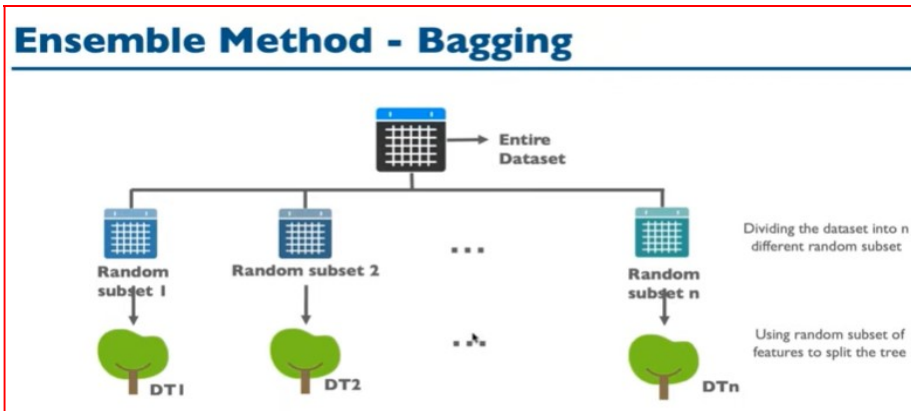 Ensemble Method - Bagging
Entire
Dataset
Random
subset 1
Random subset 2
...
Random
subset n
Dividing the dataset into n
different random subset
DT1
DT2
...
DTn
Using random subset of
features to split the tree